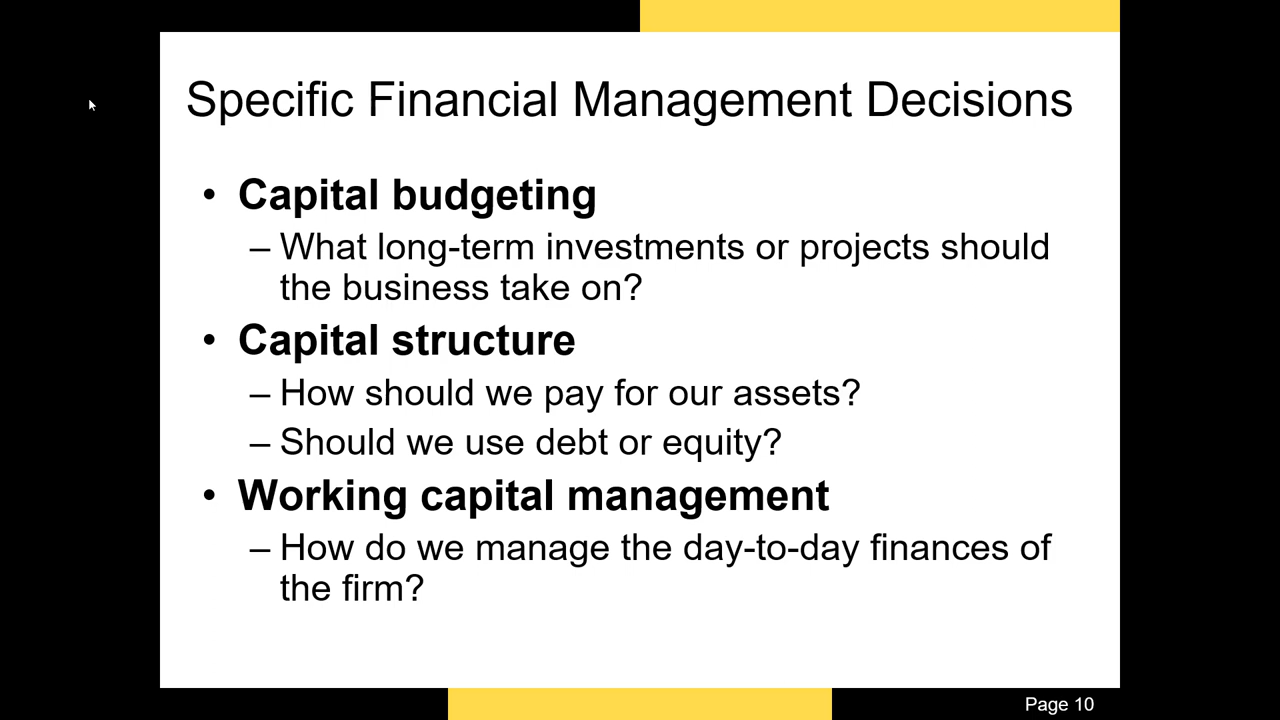 Specific Financial Management Decisions
• Capital budgeting
– What long-term investments or projects should
the business take on?
• Capital structure
– How should we pay for our assets?
– Should we use debt or equity?
• Working capital management
– How do we manage the day-to-day finances of
the firm?
Page 10